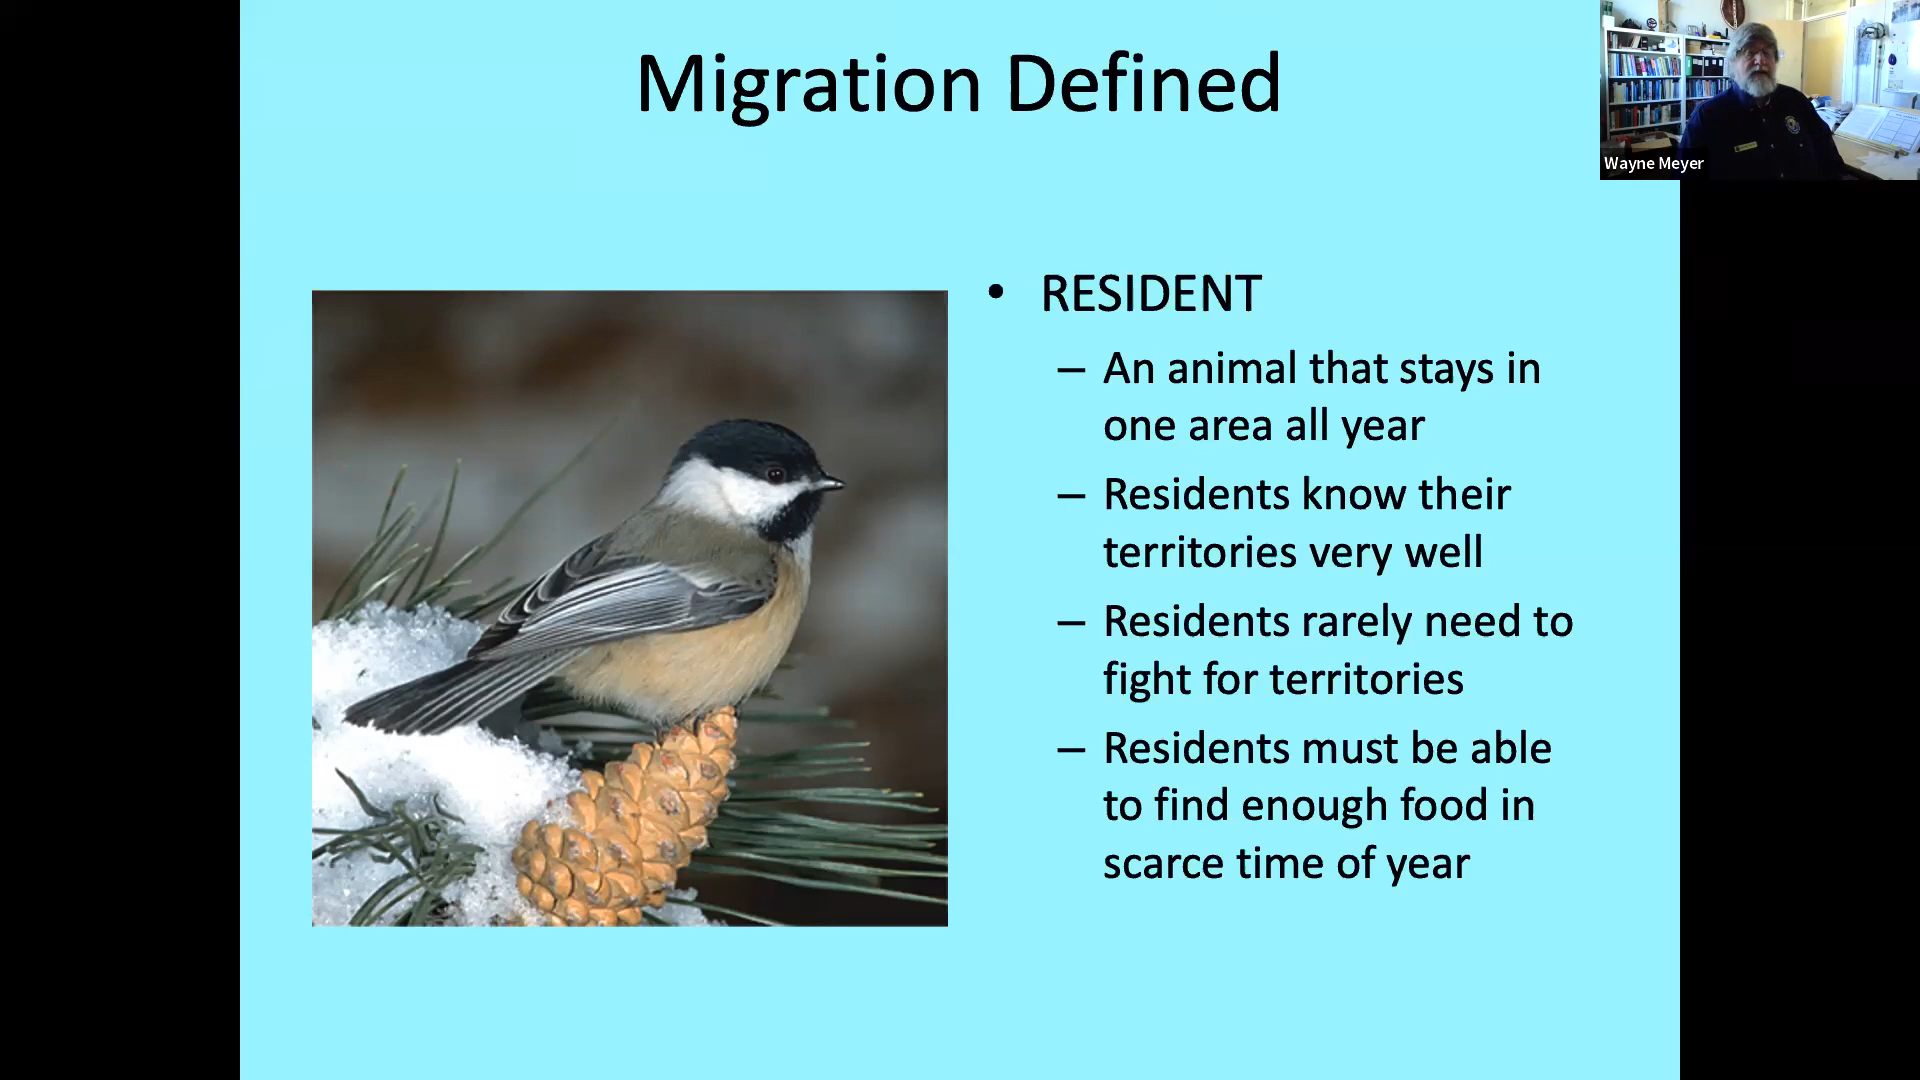 Migration Defined
Wayne Meyer
• RESIDENT
– An animal that stays in
one area all year
– Residents know their
territories very well
– Residents rarely need to
fight for territories
– Residents must be able
to find enough food in
scarce time of year